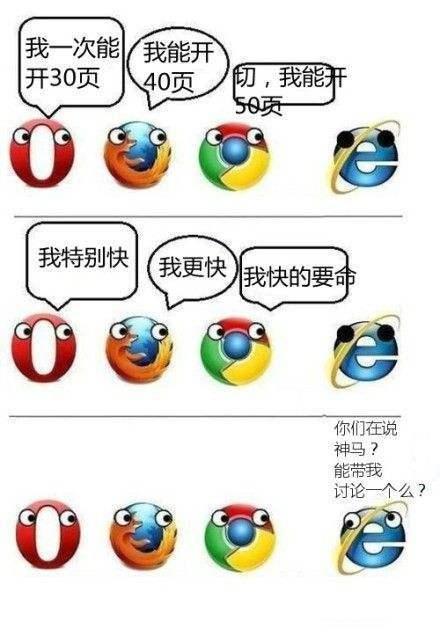 我一次能
开30页
我能开
40页
切，我能开
50页
我特别快
我更快
我快的要命
你们在说
神马？
能带我
讨论一个么？